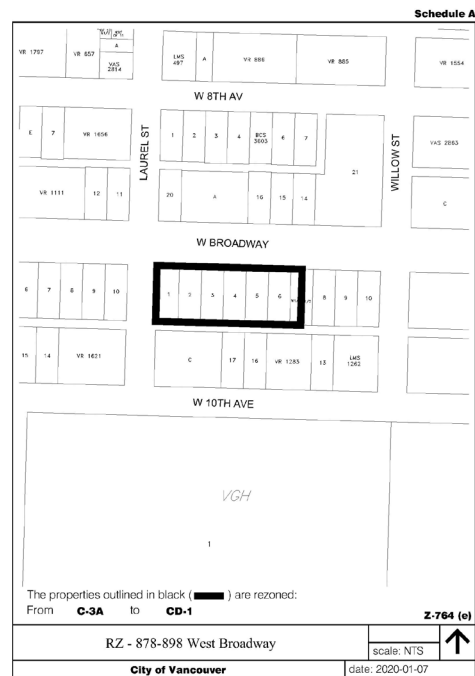 Schedule A
VR 1797
VR 857
A
VAS 2814
LMS 497
A
VR 886
VR 885
VR 1554
W 8TH AV
E
7
VR 1656
LAUREL ST
1
2
3
4
BCS 3603
6
7
21
WILLOW ST
VAS 2863
VR 1111
12
11
20
A
16
15
14
C
W BROADWAY
6
7
8
9
10
1
2
3
4
5
6
8
9
10
15
14
VR 1621
C
17
16
VR 1285
13
LMS 1262
W 10TH AVE
VGH
1
The properties outlined in black ( ) are rezoned:
From C-3A to CD-1
Z-764 (e)
RZ - 878-898 West Broadway
scale: NTS
City of Vancouver
date: 2020-01-07